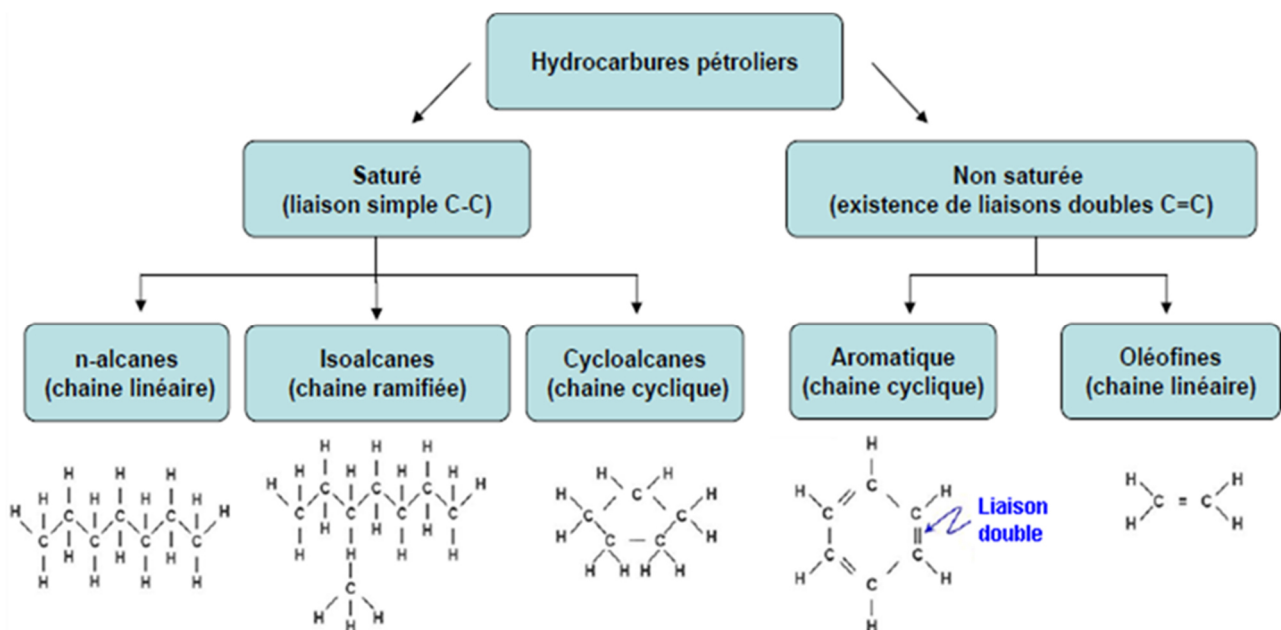 Hydrocarbures pétroliers
Saturé
(liaison simple C-C)
Non saturée
(existence de liaisons doubles C=C)
n-alcanes
(chaine linéaire)
Isoalcanes
(chaine ramifiée)
Cycloalcanes
(chaine cyclique)
Aromatique
(chaine cyclique)
Oléofines
(chaine linéaire)
Liaison
double